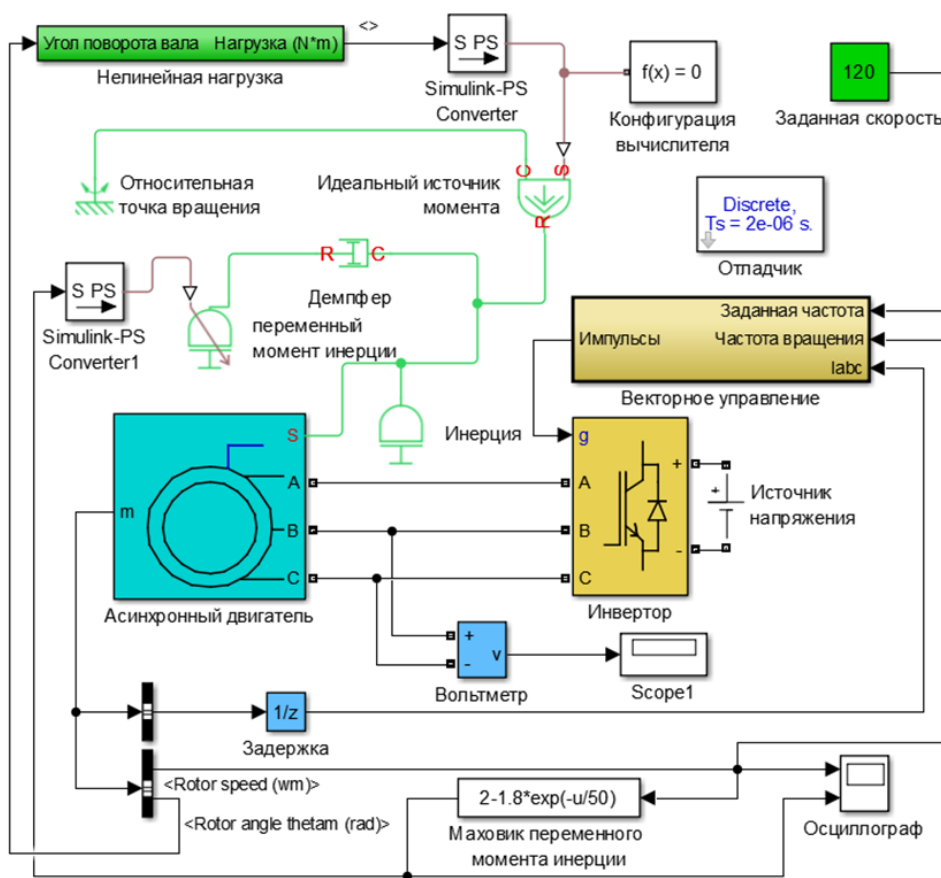 <>
Угол поворота вала Нагрузка (N*m)
Нелинейная нагрузка
S PS
Simulink-PS
Converter
f(x) = 0
Конфигурация
вычислителя
120
Заданная скорость
Относительная
точка вращения
Идеальный источник
момента
C
S
R
Discrete,
Ts = 2e-06 s.
Отладчик
S PS
Simulink-PS
Converter1
R
C
Демпфер
переменный
момент инерции
Инерция
Импульсы
Заданная частота
Частота вращения
Iabc
Векторное управление
S
m
A
B
C
Асинхронный двигатель
g
A
B
C
+
-
Инвертор
+
Источник
напряжения
+
-
v
Вольтметр
Scope1
1/z
Задержка
<Rotor speed (wm)>
<Rotor angle thetam (rad)>
2-1.8*exp(-u/50)
Маховик переменного
момента инерции
Осциллограф